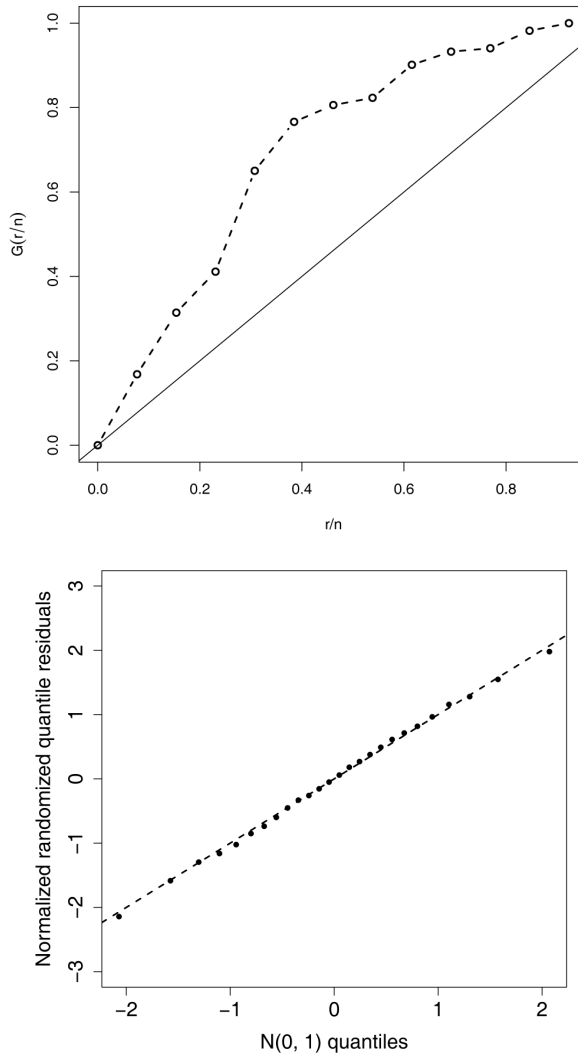 1.0
0.8
0.6
0.4
0.2
0.0
G(r/n)
0.0 0.2 0.4 0.6 0.8
r/n
3
2
1
0
−1
−2
−3
Normalized randomized quantile residuals
−2 −1 0 1 2
N(0, 1) quantiles